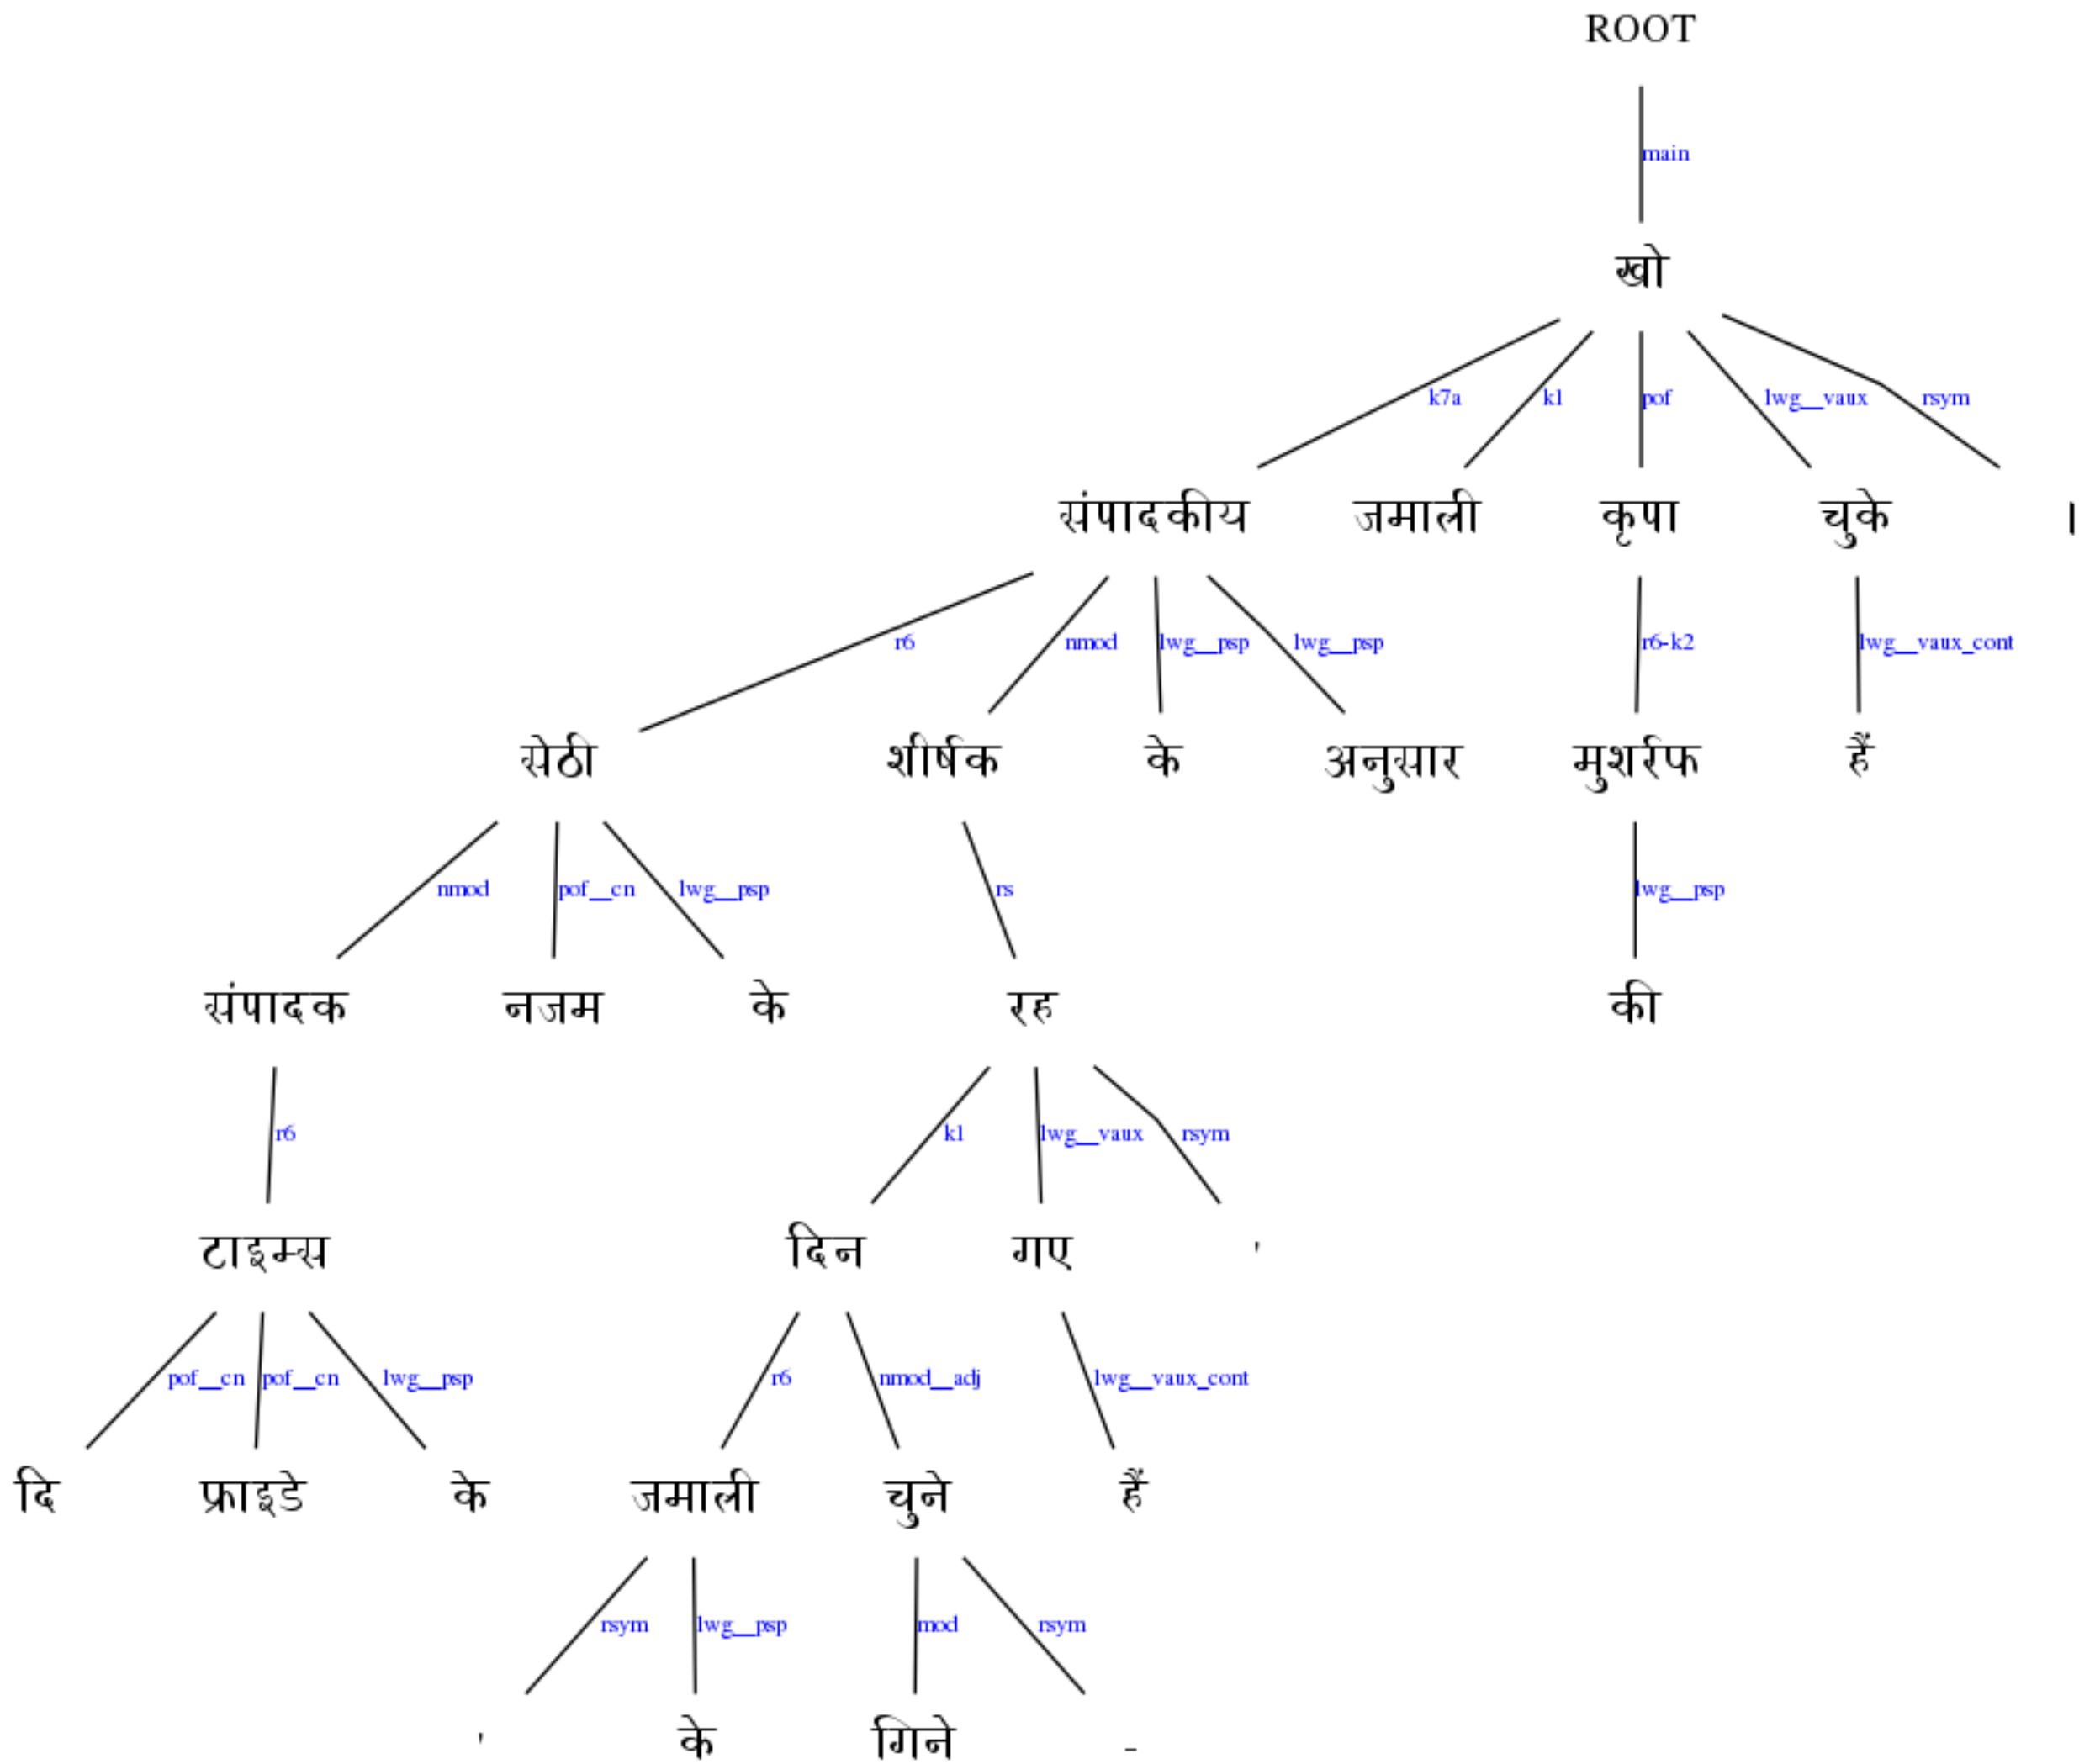 ROOT
main
खो
k7a k1 pof lwg__vaux rsym
संपादकीय जमाली कृपा चुके ।
r6 nmod lwg__psp lwg__psp r6-k2 lwg__vaux_cont
सेठी शीर्षक के अनुसार मुशर्रफ हैं
nmod pof__cn lwg__psp rs lwg__psp
संपादक नजम के रह की
r6 k1 lwg__vaux rsym
टाइम्स दिन गए '
pof__cn pof__cn lwg__psp r6 nmod__adj lwg__vaux_cont
दि फ्राइडे के जमाली चुने हैं
rsym lwg__psp mod rsym
' के गिने -